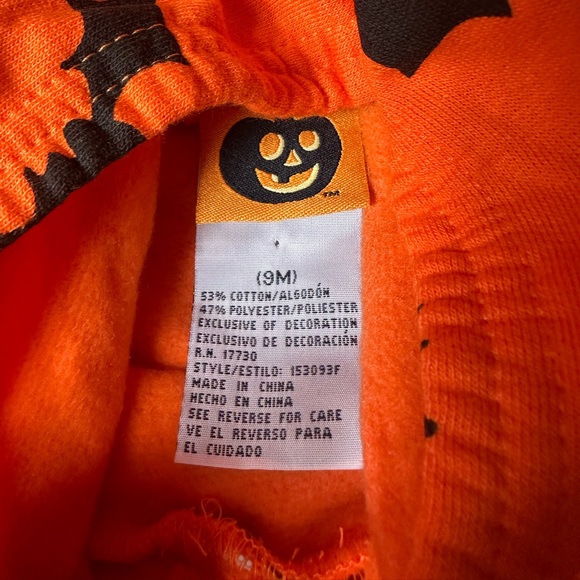 TM
(9M)
53% COTTON/ALGODÓN
47% POLYESTER/POLIESTER
EXCLUSIVE OF DECORATION
EXCLUSIVO DE DECORACIÓN
R.N. 17730
STYLE/ESTILO: 153093F
MADE IN CHINA
HECHO EN CHINA
SEE REVERSE FOR CARE
VE EL REVERSO PARA
EL CUIDADO